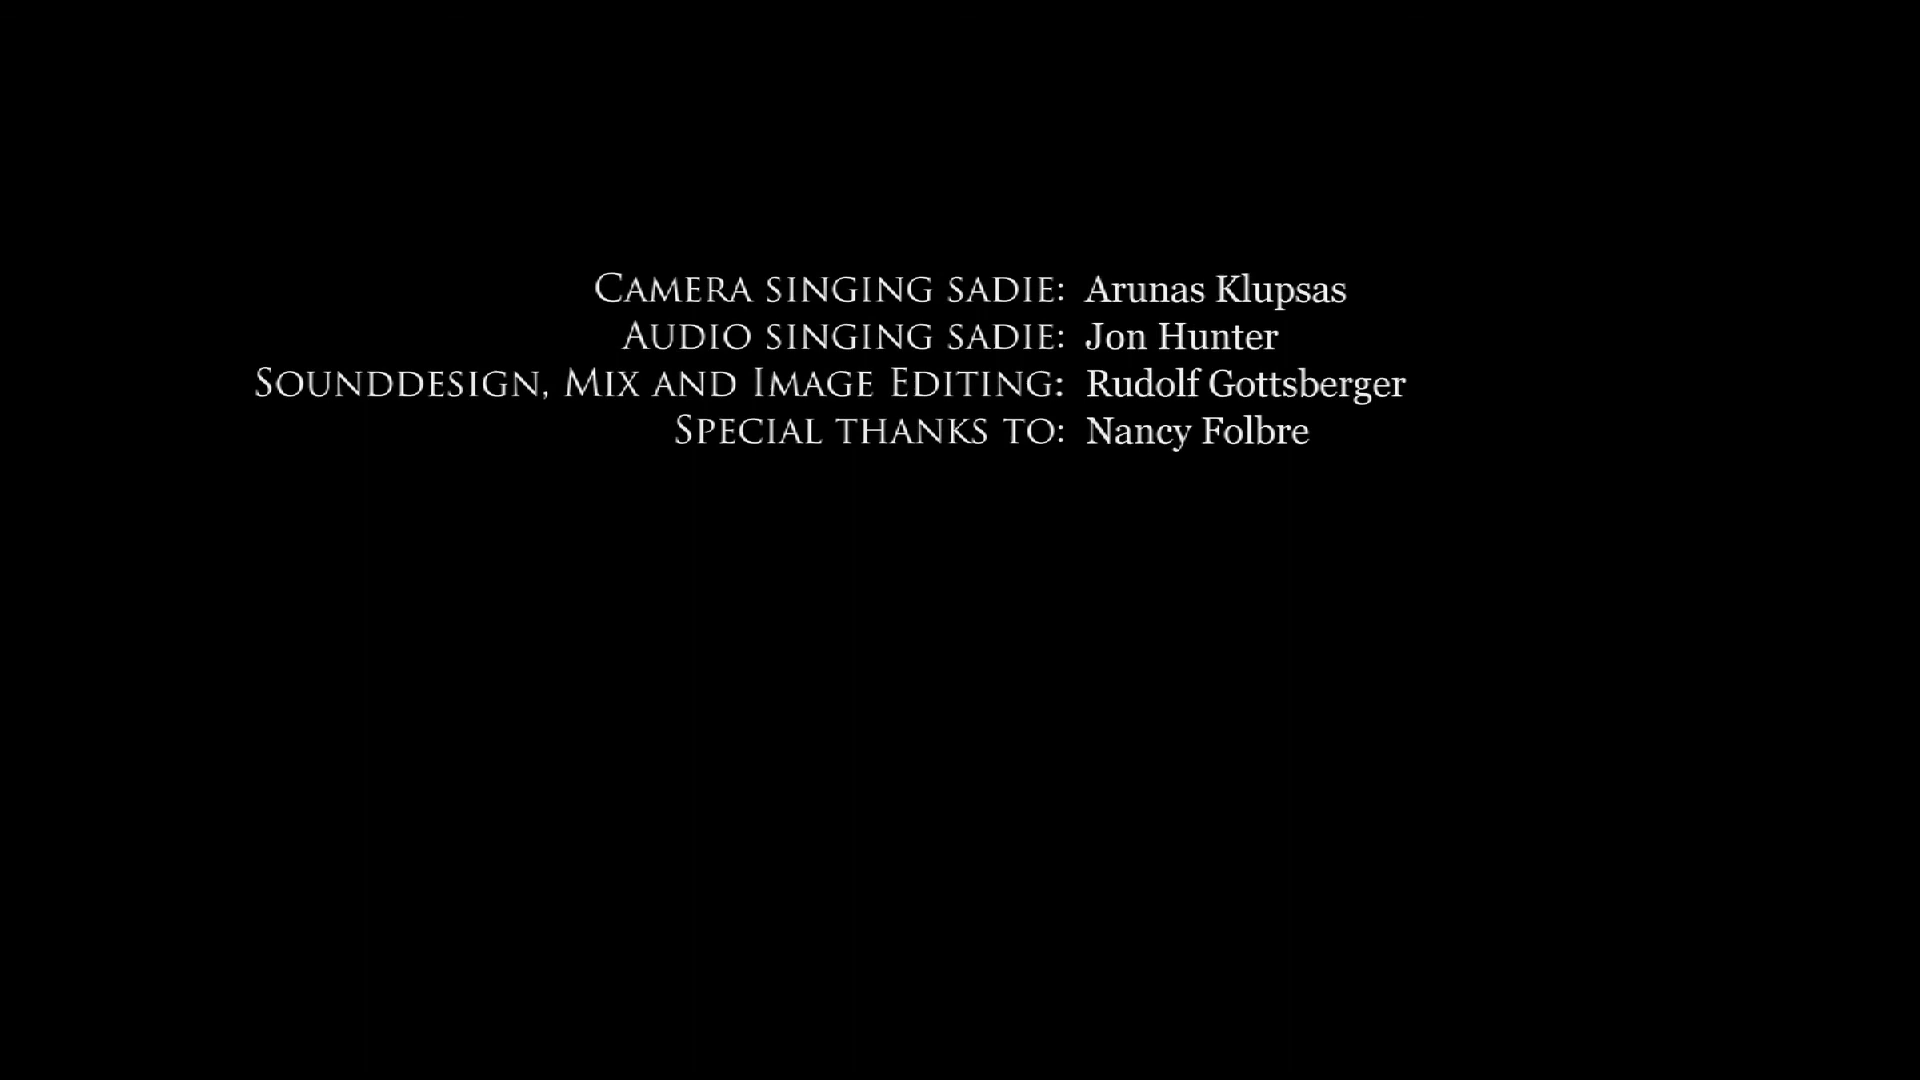 Camera singing sadie: Arunas Klupsas
Audio singing sadie: Jon Hunter
Sounddesign, Mix and Image Editing: Rudolf Gottsberger
Special thanks to: Nancy Folbre